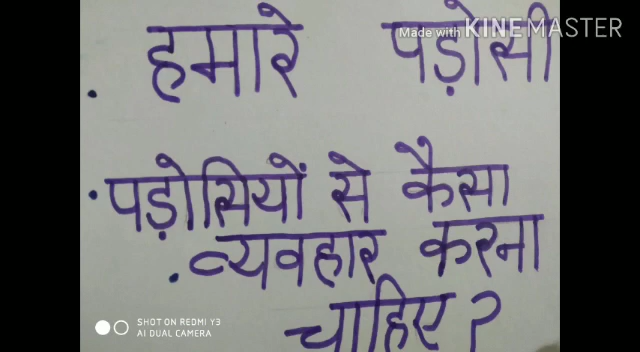 Made with KINEMASTER
हमारे पड़ोसी
पड़ोसियों से कैसा
व्यवहार करना
चाहिए?
SHOT ON REDMI Y3
AI DUAL CAMERA